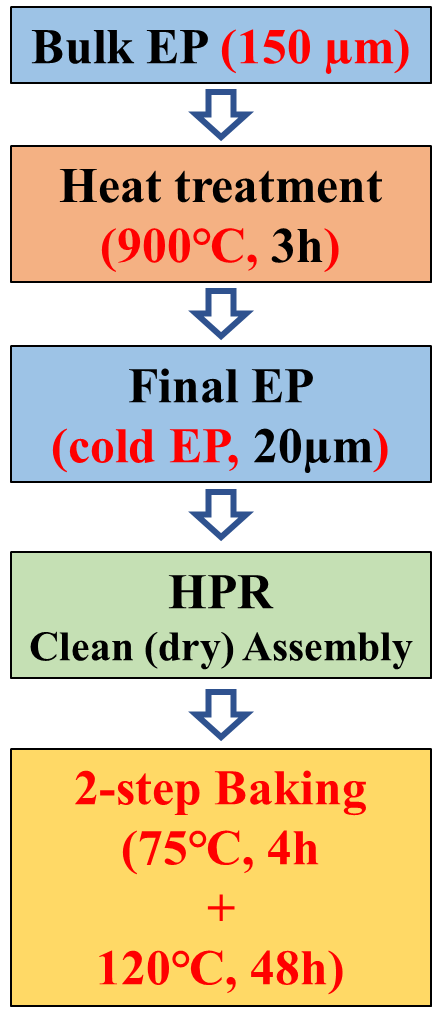 Bulk EP (150 μm)
Heat treatment
(900℃, 3h)
Final EP
(cold EP, 20μm)
HPR
Clean (dry) Assembly
2-step Baking
(75℃, 4h
+
120℃, 48h)